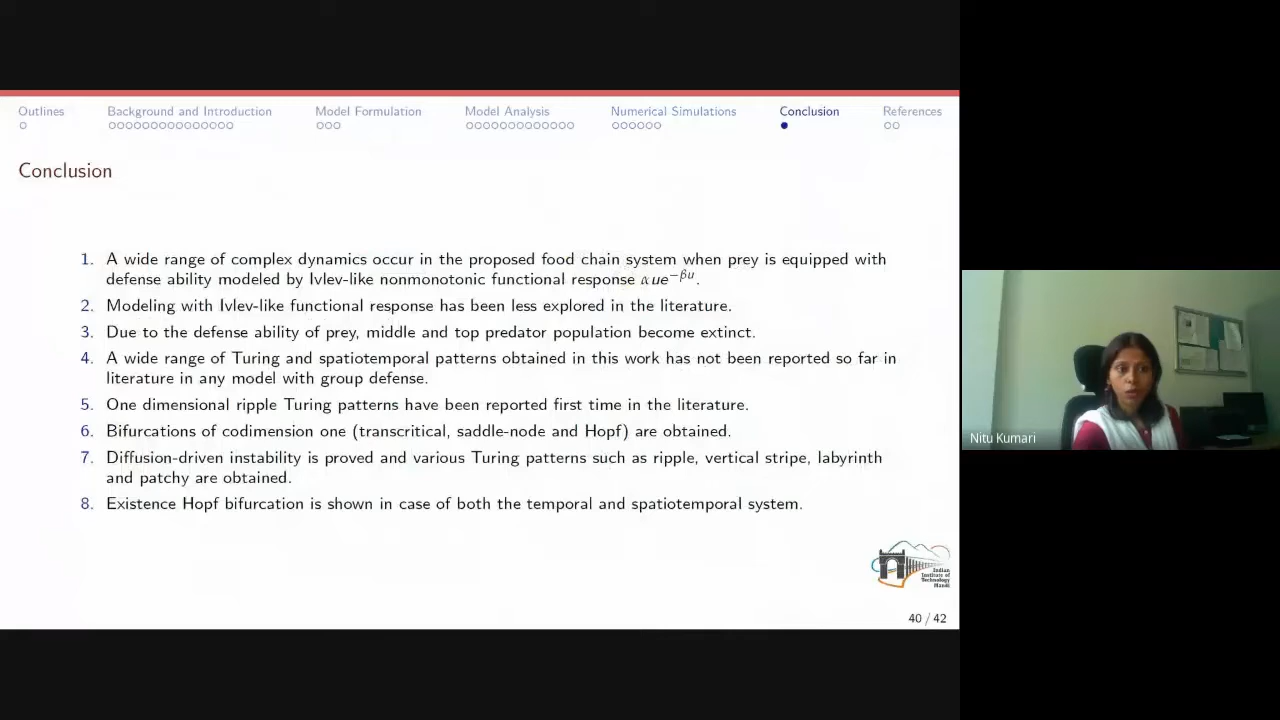 Outlines Background and Introduction Model Formulation Model Analysis Numerical Simulations Conclusion References
Conclusion
1. A wide range of complex dynamics occur in the proposed food chain system when prey is equipped with
defense ability modeled by Ivlev-like nonmonotonic functional response αue^{−βu}.
2. Modeling with Ivlev-like functional response has been less explored in the literature.
3. Due to the defense ability of prey, middle and top predator population become extinct.
4. A wide range of Turing and spatiotemporal patterns obtained in this work has not been reported so far in
literature in any model with group defense.
5. One dimensional ripple Turing patterns have been reported first time in the literature.
6. Bifurcations of codimension one (transcritical, saddle-node and Hopf) are obtained.
7. Diffusion-driven instability is proved and various Turing patterns such as ripple, vertical stripe, labyrinth
and patchy are obtained.
8. Existence Hopf bifurcation is shown in case of both the temporal and spatiotemporal system.
Indian
Institute of
Technology
Mandi
40 / 42
Nitu Kumari